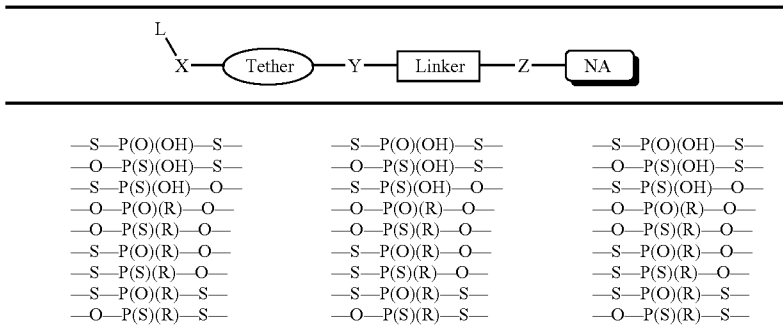 L
X—Tether—Y—Linker—Z—NA
—S—P(O)(OH)—S— —S—P(O)(OH)—S— —S—P(O)(OH)—S—
—O—P(S)(OH)—S— —O—P(S)(OH)—S— —O—P(S)(OH)—S—
—S—P(S)(OH)—O— —S—P(S)(OH)—O— —S—P(S)(OH)—O—
—O—P(O)(R)—O— —O—P(O)(R)—O— —O—P(O)(R)—O—
—O—P(S)(R)—O— —O—P(S)(R)—O— —O—P(S)(R)—O—
—S—P(O)(R)—O— —S—P(O)(R)—O— —S—P(O)(R)—O—
—S—P(S)(R)—O— —S—P(S)(R)—O— —S—P(S)(R)—O—
—S—P(O)(R)—S— —S—P(O)(R)—S— —S—P(O)(R)—S—
—O—P(S)(R)—S— —O—P(S)(R)—S— —O—P(S)(R)—S—